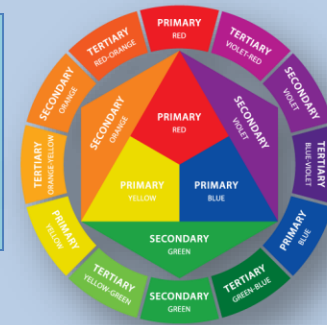 PRIMARY
RED
TERTIARY
VIOLET-RED
SECONDARY
VIOLET
TERTIARY
BLUE-VIOLET
PRIMARY
BLUE
TERTIARY
GREEN-BLUE
SECONDARY
GREEN
TERTIARY
YELLOW-GREEN
PRIMARY
YELLOW
TERTIARY
ORANGE-YELLOW
SECONDARY
ORANGE
TERTIARY
RED-ORANGE
SECONDARY
ORANGE
PRIMARY
RED
SECONDARY
VIOLET
PRIMARY
YELLOW
PRIMARY
BLUE
SECONDARY
GREEN